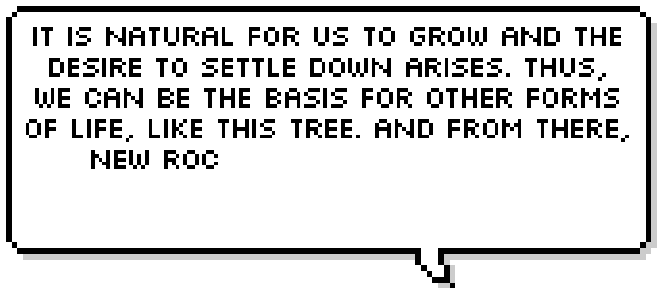 IT IS NATURAL FOR US TO GROW AND THE
DESIRE TO SETTLE DOWN ARISES. THUS,
WE CAN BE THE BASIS FOR OTHER FORMS
OF LIFE, LIKE THIS TREE. AND FROM THERE,
NEW ROC